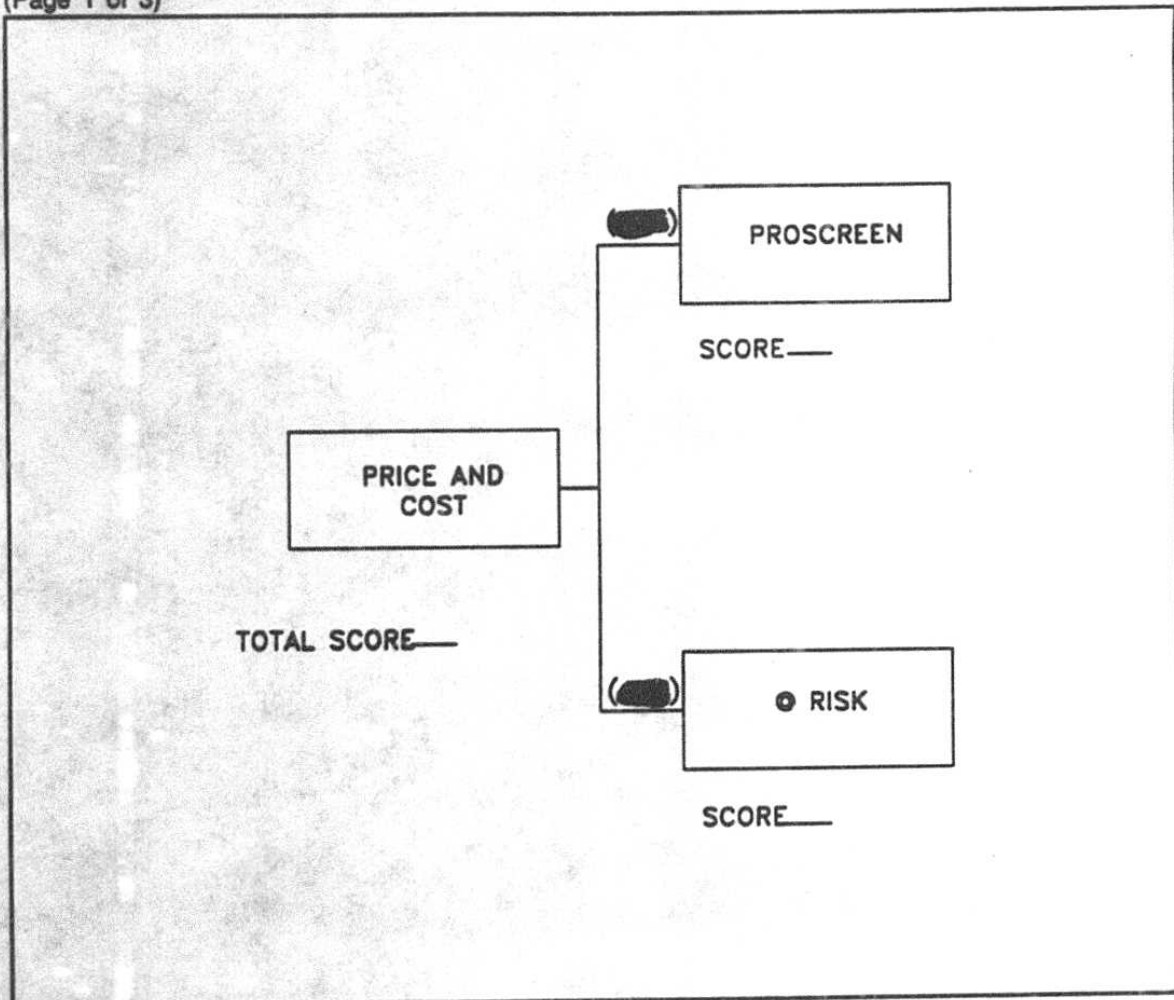 (Page 1 of 3)
PROSCREEN
SCORE
PRICE AND
COST
TOTAL SCORE
RISK
SCORE